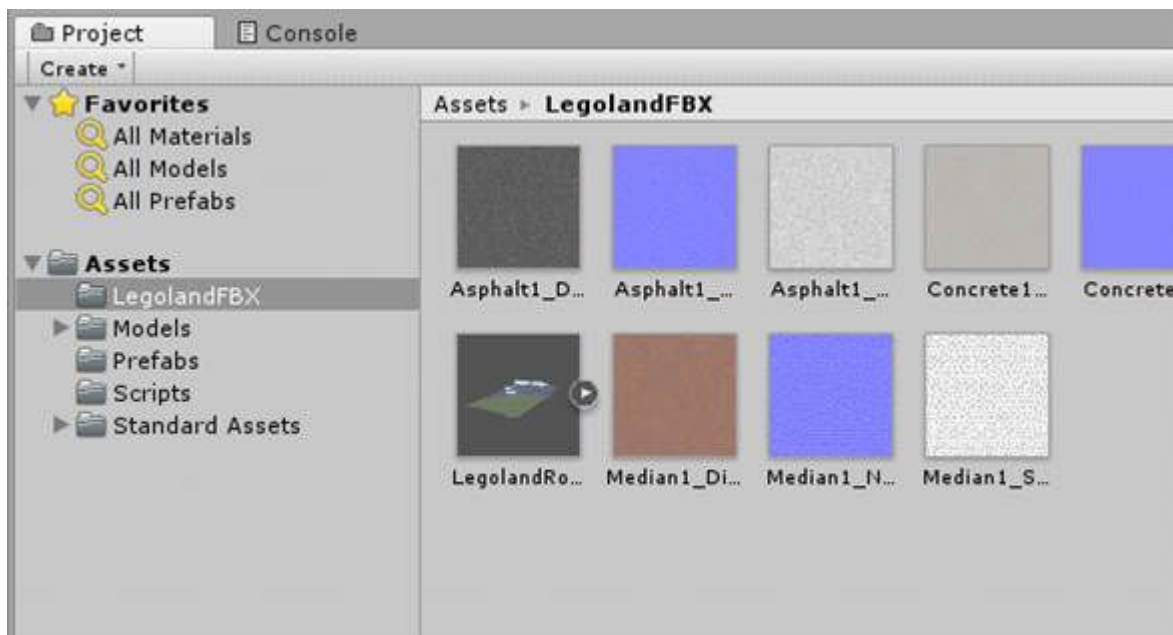 Project
Console
Create
Favorites
All Materials
All Models
All Prefabs
Assets
LegolandFBX
Models
Prefabs
Scripts
Standard Assets
Assets ▸ LegolandFBX
Asphalt1_D...
Asphalt1_...
Asphalt1_...
Concrete1...
Concrete
LegolandRo...
Median1_Di...
Median1_N...
Median1_S...